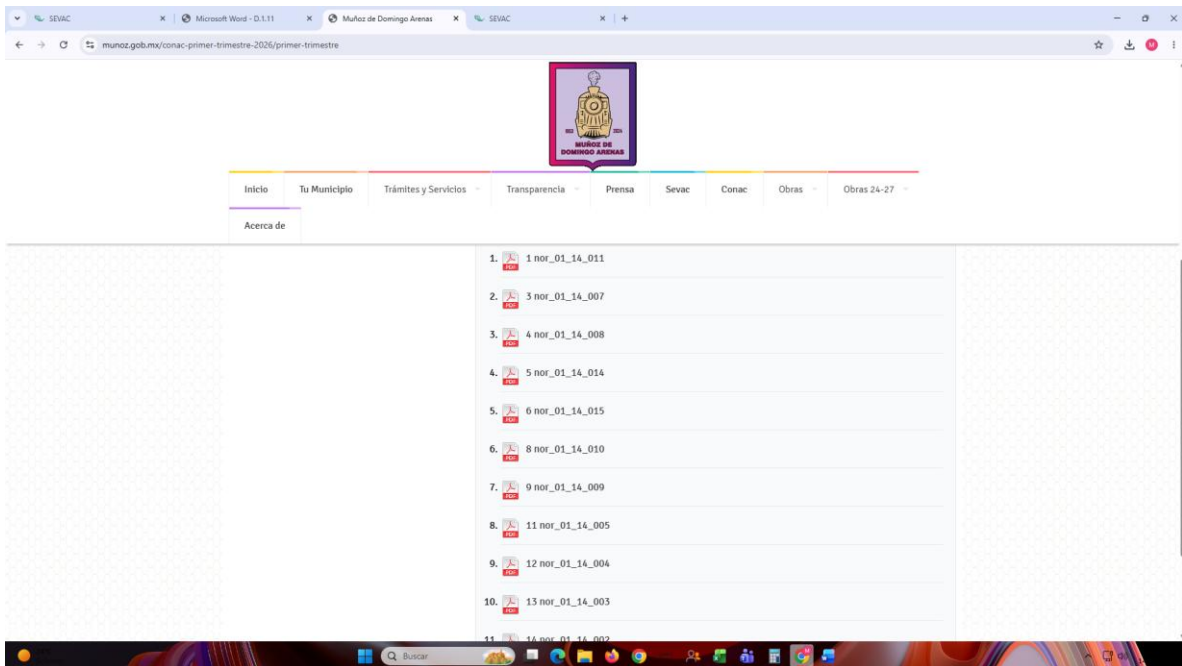 SEVAC
Microsoft Word - D.1.11
Muñoz de Domingo Arenas
SEVAC
munoz.gob.mx/conac-primer-trimestre-2026/primer-trimestre
M
MUÑOZ DE
DOMINGO ARENAS
Inicio
Tu Municipio
Trámites y Servicios
Transparencia
Prensa
Sevac
Conac
Obras
Obras 24-27
Acerca de
1. 1 nor_01_14_011
2. 3 nor_01_14_007
3. 4 nor_01_14_008
4. 5 nor_01_14_014
5. 6 nor_01_14_015
6. 8 nor_01_14_010
7. 9 nor_01_14_009
8. 11 nor_01_14_005
9. 12 nor_01_14_004
10. 13 nor_01_14_003
11. 14 nor_01_14_002
Buscar